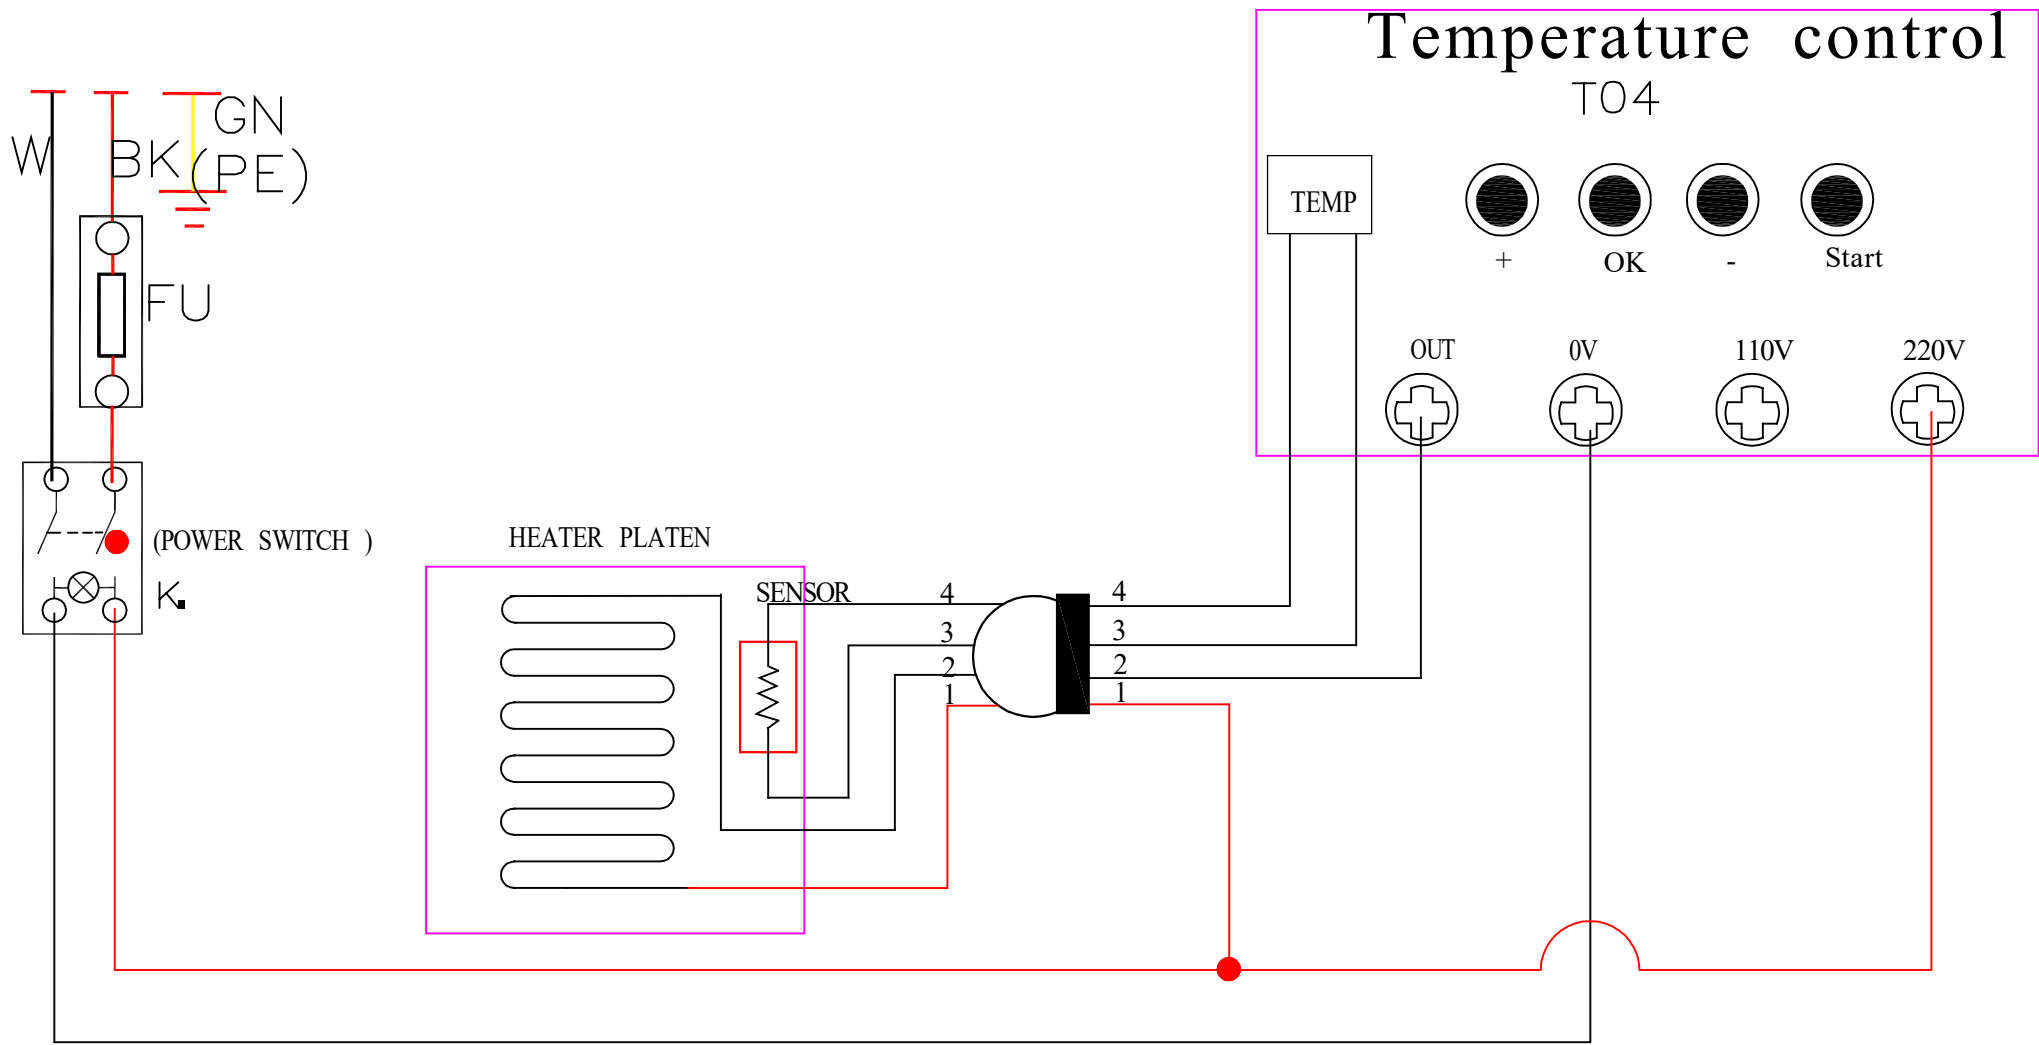 Temperature control
T04
W
BK
GN
(PE)
TEMP
+
OK
-
Start
FU
OUT
0V
110V
220V
(POWER SWITCH )
K.
HEATER PLATEN
SENSOR
4
3
2
1
4
3
2
1